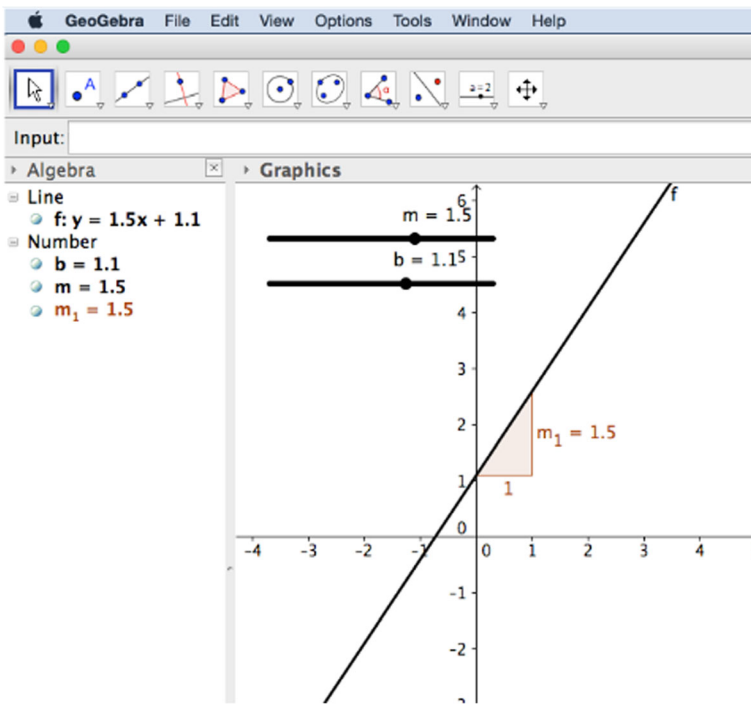 GeoGebra File Edit View Options Tools Window Help
A α a=2
Input:
Algebra Graphics
Line
f: y = 1.5x + 1.1
Number
b = 1.1
m = 1.5
m₁ = 1.5
6 f
m = 1.5
b = 1.1 5
4
3
2
m₁ = 1.5
1
1
0
-4 -3 -2 -1 0 1 2 3 4
-1
-2